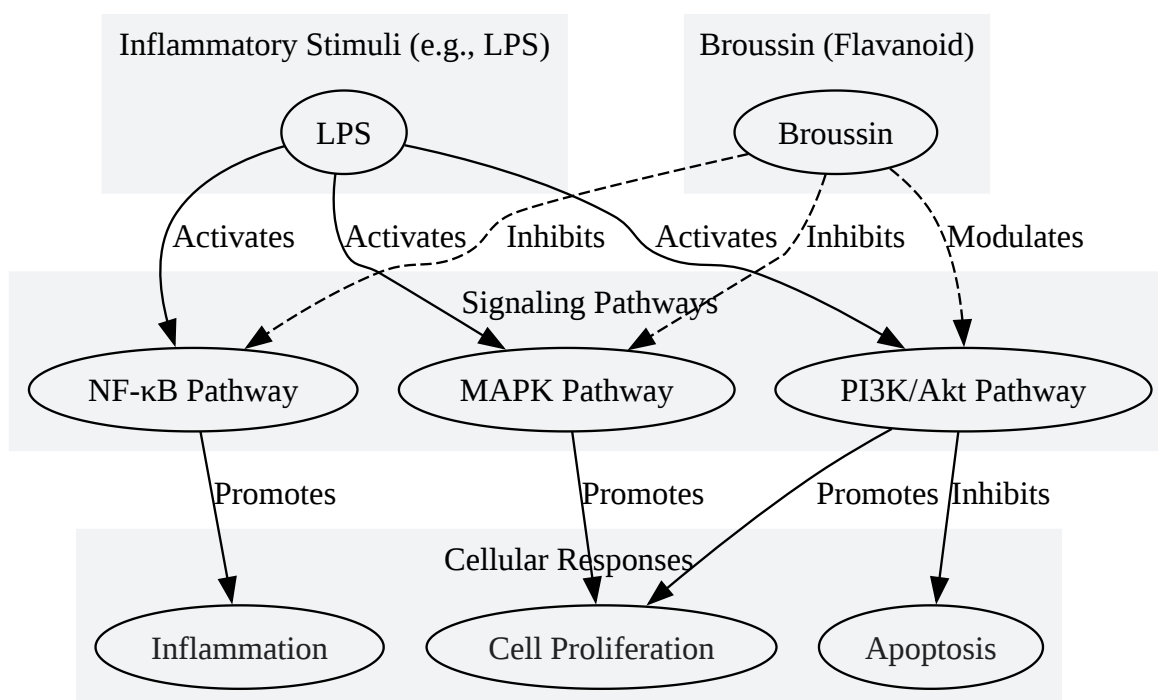 Inflammatory Stimuli (e.g., LPS)
Broussin (Flavanoid)
LPS
Broussin
Activates
Activates
Inhibits
Activates
Inhibits
Modulates
Signaling Pathways
NF-κB Pathway
MAPK Pathway
PI3K/Akt Pathway
Promotes
Promotes
Promotes
Inhibits
Cellular Responses
Inflammation
Cell Proliferation
Apoptosis